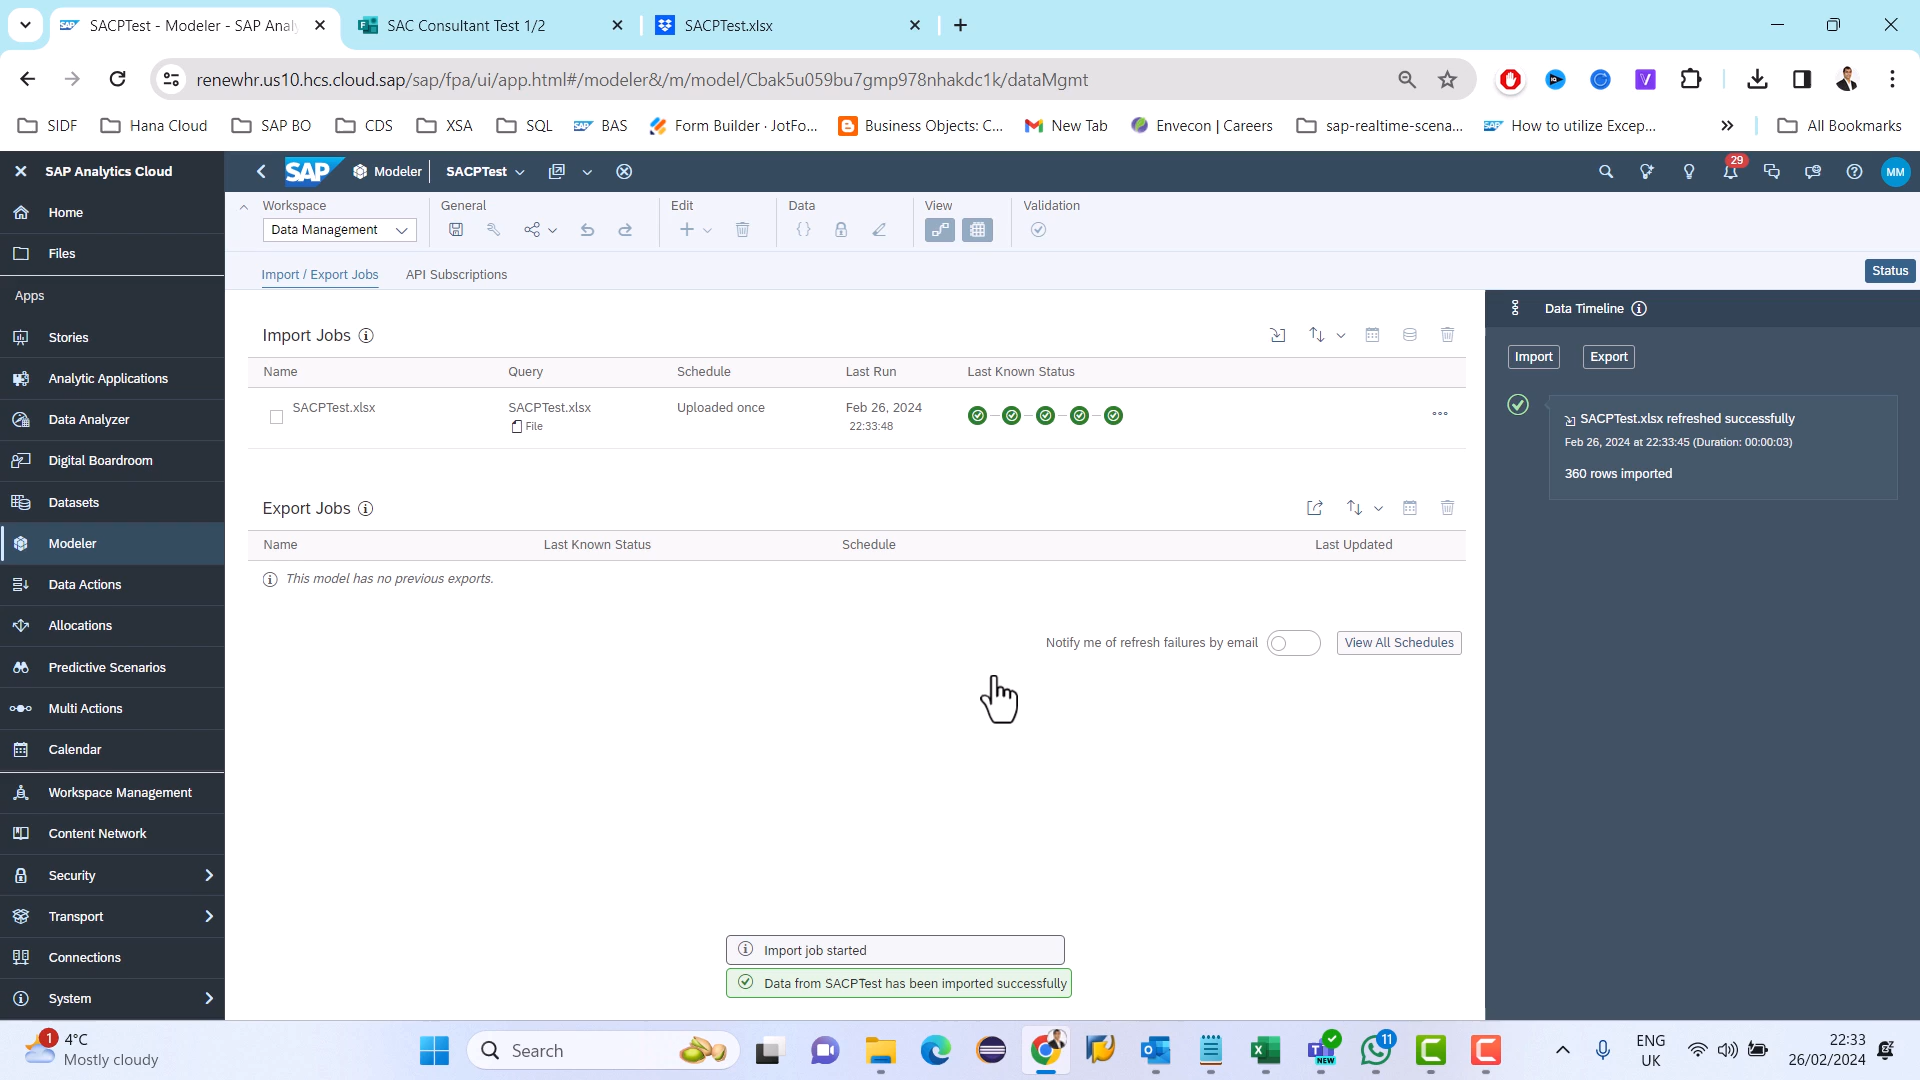 SACPTest - Modeler - SAP Anal
SAC Consultant Test 1/2
SACPTest.xlsx
renewhr.us10.hcs.cloud.sap/sap/fpa/ui/app.html#/modeler&/m/model/Cbak5u059bu7gmp978nhakdc1k/dataMgmt
SIDF
Hana Cloud
SAP BO
CDS
XSA
SQL
BAS
Form Builder · JotFo...
Business Objects: C...
New Tab
Envecon | Careers
sap-realtime-scena...
How to utilize Excep...
All Bookmarks
SAP Analytics Cloud
SAP
Modeler
SACPTest
29
MM
Home
Files
Apps
Stories
Analytic Applications
Data Analyzer
Digital Boardroom
Datasets
Modeler
Data Actions
Allocations
Predictive Scenarios
Multi Actions
Calendar
Workspace Management
Content Network
Security
Transport
Connections
System
Workspace
General
Edit
Data
View
Validation
Data Management
Import / Export Jobs
API Subscriptions
Status
Import Jobs
Name
Query
Schedule
Last Run
Last Known Status
SACPTest.xlsx
SACPTest.xlsx
File
Uploaded once
Feb 26, 2024
22:33:48
Export Jobs
Name
Last Known Status
Schedule
Last Updated
This model has no previous exports.
Notify me of refresh failures by email
View All Schedules
Data Timeline
Import
Export
SACPTest.xlsx refreshed successfully
Feb 26, 2024 at 22:33:45 (Duration: 00:00:03)
360 rows imported
Import job started
Data from SACPTest has been imported successfully
1
4°C
Mostly cloudy
Search
NEW
11
ENG
UK
22:33
26/02/2024